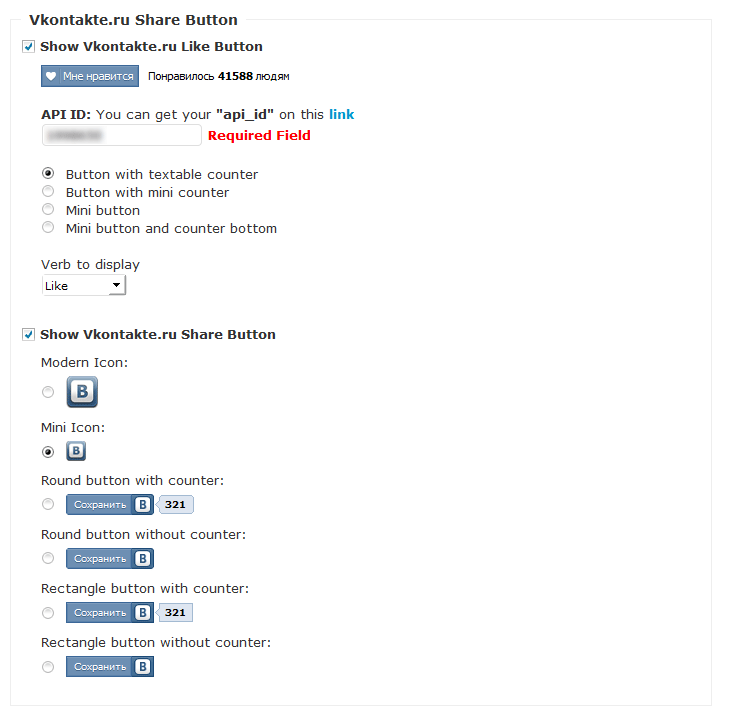 Vkontakte.ru Share Button
Show Vkontakte.ru Like Button
Мне нравится Понравилось 41588 людям
API ID: You can get your "api_id" on this link
Required Field
Button with textable counter
Button with mini counter
Mini button
Mini button and counter bottom
Verb to display
Like
Show Vkontakte.ru Share Button
Modern Icon:
В
Mini Icon:
В
Round button with counter:
Сохранить В 321
Round button without counter:
Сохранить В
Rectangle button with counter:
Сохранить В 321
Rectangle button without counter:
Сохранить В